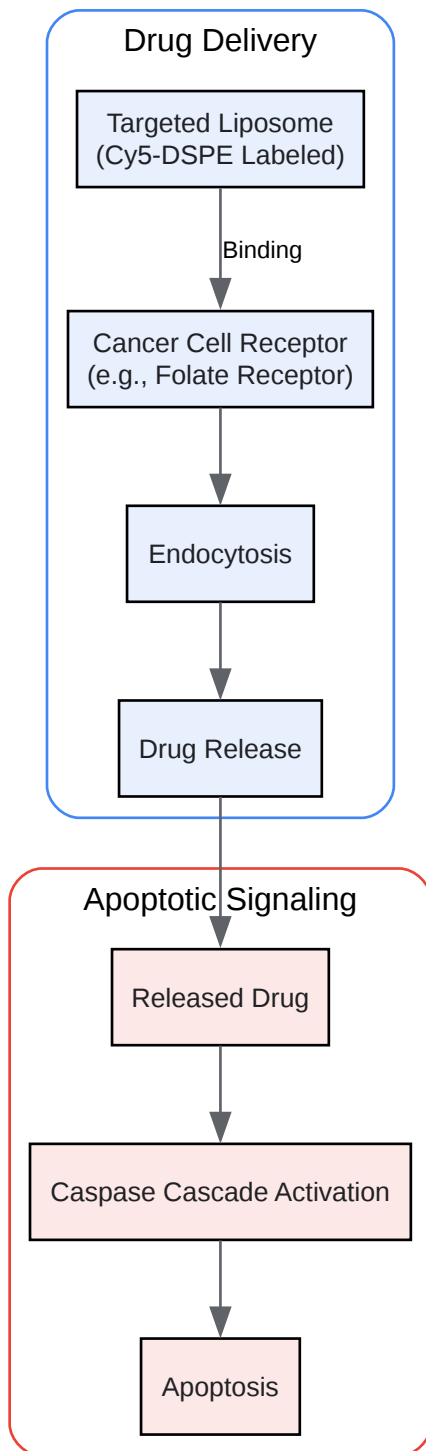 Drug Delivery
Targeted Liposome
(Cy5-DSPE Labeled)
Binding
Cancer Cell Receptor
(e.g., Folate Receptor)
Endocytosis
Drug Release
Apoptotic Signaling
Released Drug
Caspase Cascade Activation
Apoptosis